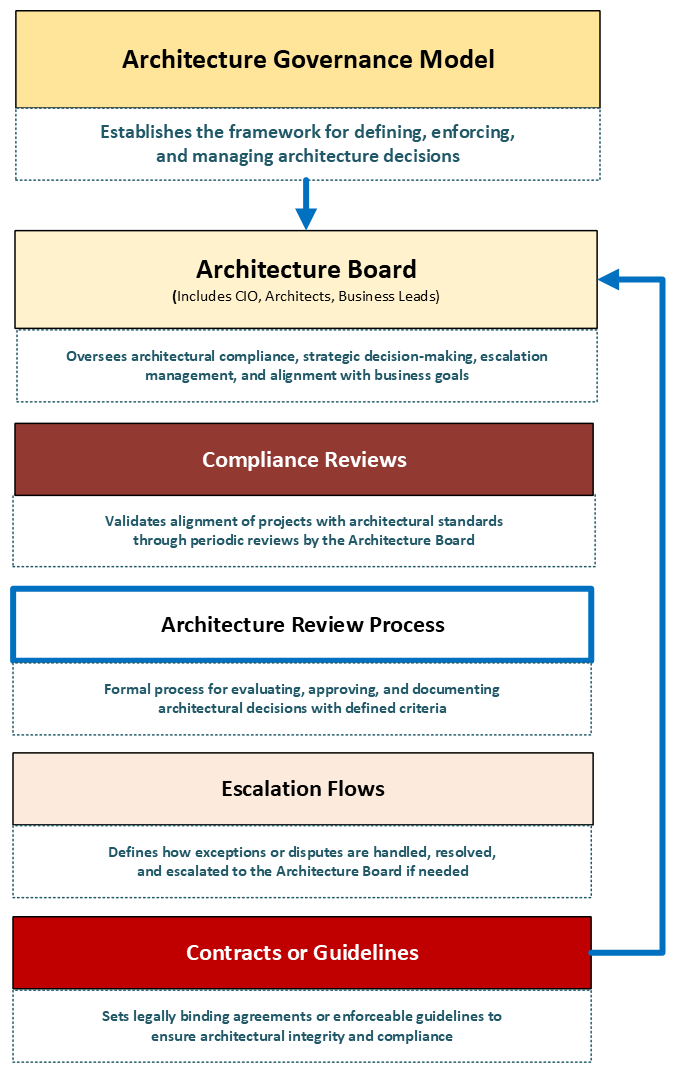 Architecture Governance Model
Establishes the framework for defining, enforcing,
and managing architecture decisions
Architecture Board
(Includes CIO, Architects, Business Leads)
Oversees architectural compliance, strategic decision-making, escalation
management, and alignment with business goals
Compliance Reviews
Validates alignment of projects with architectural standards
through periodic reviews by the Architecture Board
Architecture Review Process
Formal process for evaluating, approving, and documenting
architectural decisions with defined criteria
Escalation Flows
Defines how exceptions or disputes are handled, resolved,
and escalated to the Architecture Board if needed
Contracts or Guidelines
Sets legally binding agreements or enforceable guidelines to
ensure architectural integrity and compliance